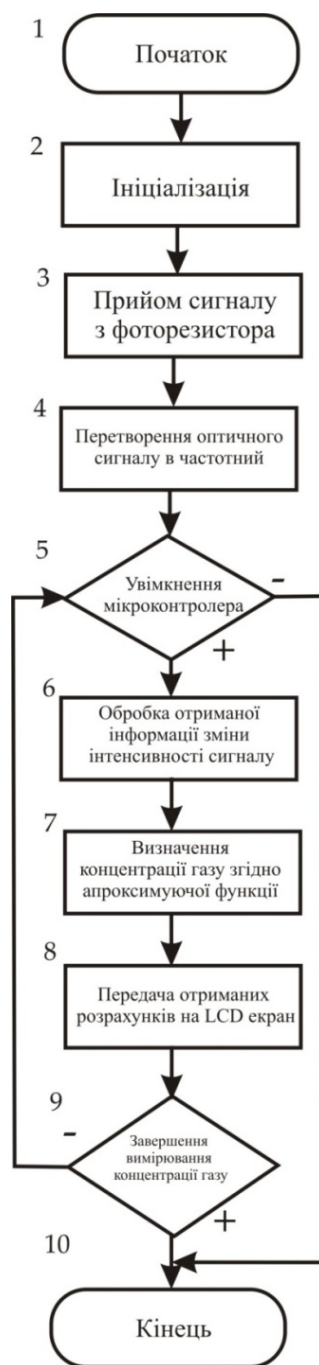 1
Початок
2
Ініціалізація
3
Прийом сигналу
з фоторезистора
4
Перетворення оптичного
сигналу в частотний
5
Увімкнення
мікроконтролера
-
+
6
Обробка отриманої
інформації зміни
інтенсивності сигналу
7
Визначення
концентрації газу згідно
апроксимуючої функції
8
Передача отриманих
розрахунків на LCD екран
9
-
Завершення
вимірювання
концентрації газу
+
10
Кінець